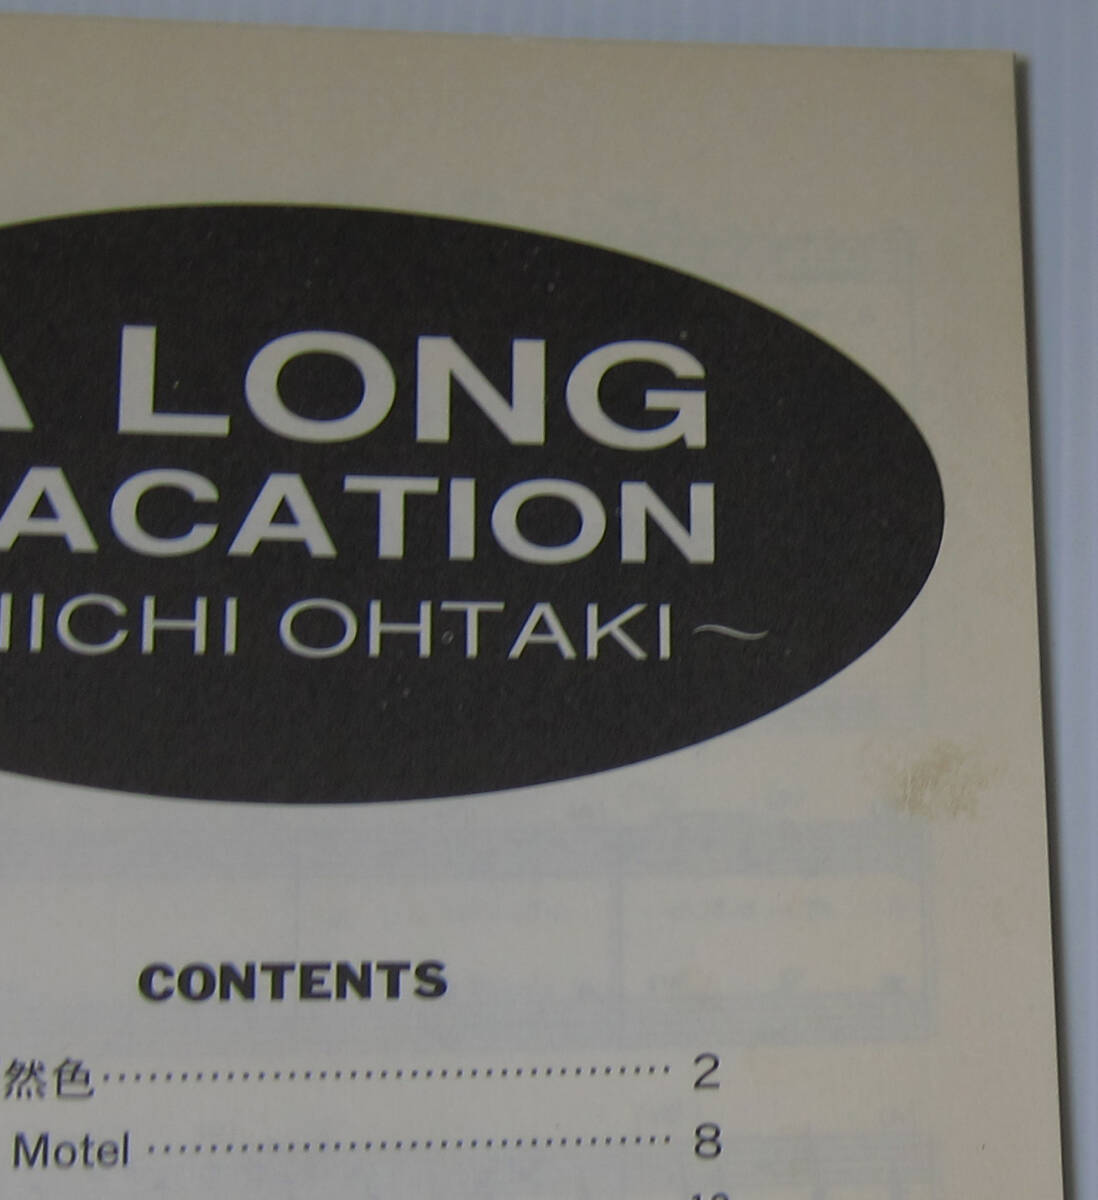 A LONG
ACATION
IICHI OHTAKI～
CONTENTS
然色 …………………………… 2
Motel …………………………… 8